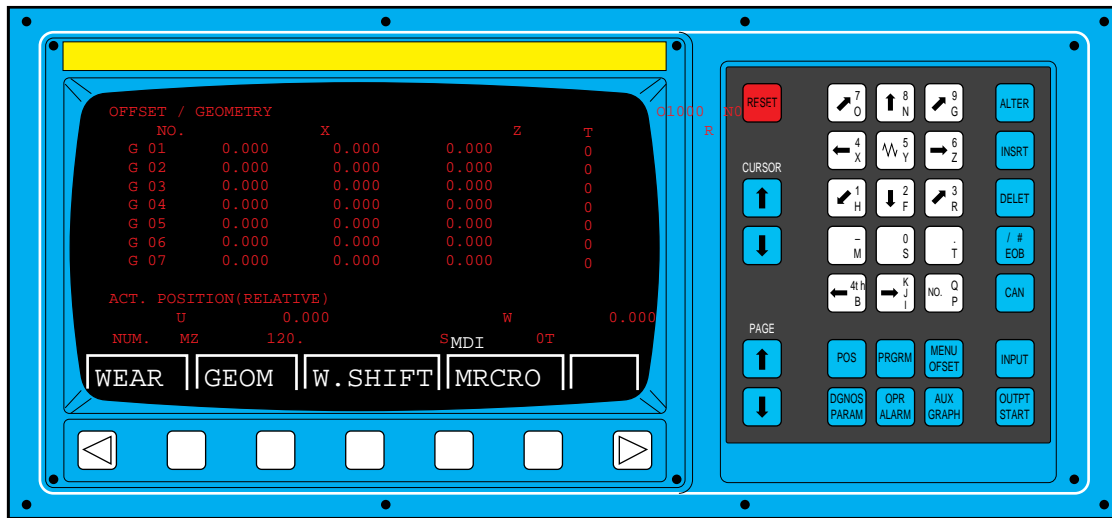 OFFSET / GEOMETRY O1000 N0
NO. X Z T R
G 01 0.000 0.000 0.000 0
G 02 0.000 0.000 0.000 0
G 03 0.000 0.000 0.000 0
G 04 0.000 0.000 0.000 0
G 05 0.000 0.000 0.000 0
G 06 0.000 0.000 0.000 0
G 07 0.000 0.000 0.000 0
ACT. POSITION(RELATIVE)
U 0.000 W 0.000
NUM. MZ 120. S 0T
MDI
WEAR GEOM W.SHIFT MRCRO
RESET
7 O 8 N 9 G
ALTER
4 X 5 Y 6 Z
INSRT
CURSOR
1 H 2 F 3 R
DELET
– M 0 S . T
/ # EOB
4th B K J I NO. Q P
CAN
PAGE
POS PRGRM MENU OFSET
INPUT
DGNOS PARAM OPR ALARM AUX GRAPH
OUTPT START